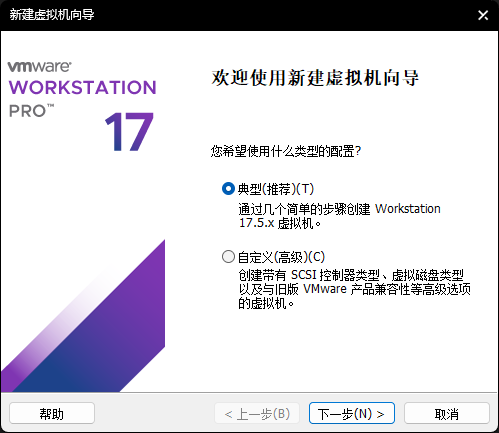 新建虚拟机向导
vmware
WORKSTATION
PRO™
17
欢迎使用新建虚拟机向导
您希望使用什么类型的配置?
典型(推荐)(T)
通过几个简单的步骤创建 Workstation
17.5.x 虚拟机。
自定义(高级)(C)
创建带有 SCSI 控制器类型、虚拟磁盘类型
以及与旧版 VMware 产品兼容性等高级选项
的虚拟机。
帮助
< 上一步(B)
下一步(N) >
取消